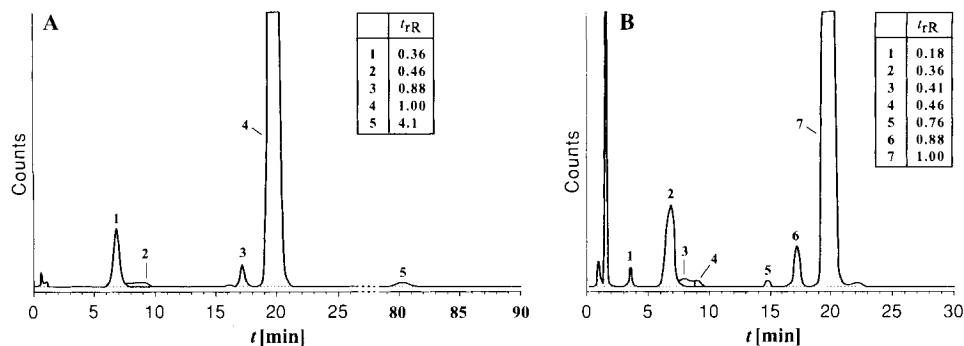 A
t_rR
1 0.36
2 0.46
3 0.88
4 1.00
5 4.1
Counts
1
2
3
4
5
0 5 10 15 20 25 80 85 90
t [min]
B
t_rR
1 0.18
2 0.36
3 0.41
4 0.46
5 0.76
6 0.88
7 1.00
Counts
1
2
3
4
5
6
7
0 5 10 15 20 30
t [min]